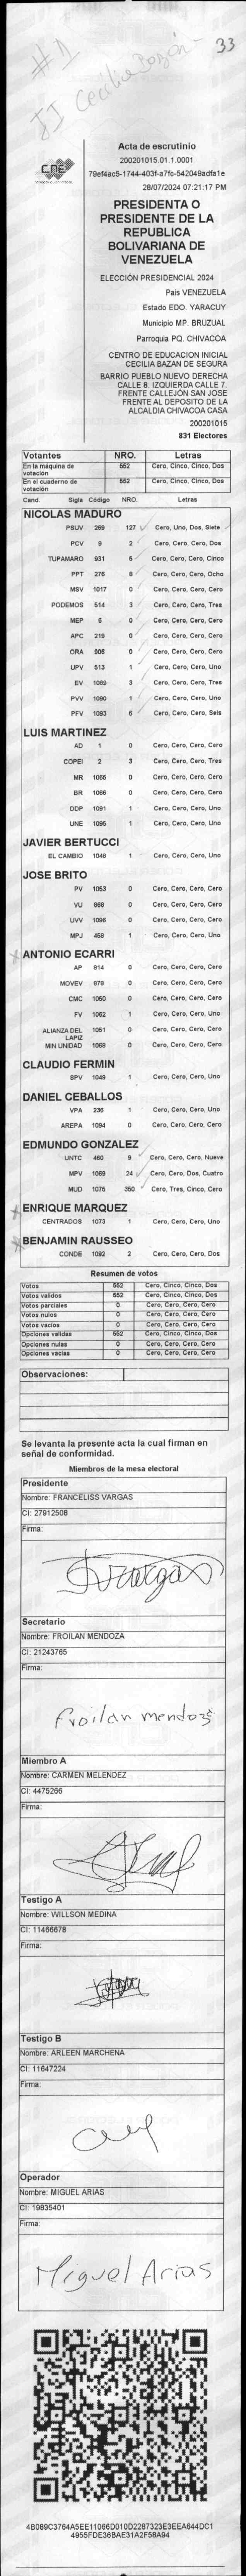 33
#1
JJ Cecilia Bazán-
CNE
Acta de escrutinio
200201015.01.1.0001
79ef4ac5-1744-403f-a7fc-542049adfa1e
28/07/2024 07:21:17 PM
PRESIDENTA O
PRESIDENTE DE LA
REPUBLICA
BOLIVARIANA DE
VENEZUELA
ELECCIÓN PRESIDENCIAL 2024
País VENEZUELA
Estado EDO. YARACUY
Municipio MP. BRUZUAL
Parroquia PQ. CHIVACOA
CENTRO DE EDUCACION INICIAL
CECILIA BAZAN DE SEGURA
BARRIO PUEBLO NUEVO DERECHA
CALLE 8. IZQUIERDA CALLE 7.
FRENTE CALLEJÓN SAN JOSE
FRENTE AL DEPOSITO DE LA
ALCALDIA CHIVACOA CASA
200201015
831 Electores
Votantes NRO. Letras
En la máquina de votación 552 Cero, Cinco, Cinco, Dos
En el cuaderno de votación 552 Cero, Cinco, Cinco, Dos
Cand. Sigla Código NRO. Letras
NICOLAS MADURO
PSUV 269 127 Cero, Uno, Dos, Siete
PCV 9 2 Cero, Cero, Cero, Dos
TUPAMARO 931 5 Cero, Cero, Cero, Cinco
PPT 276 8 Cero, Cero, Cero, Ocho
MSV 1017 0 Cero, Cero, Cero, Cero
PODEMOS 514 3 Cero, Cero, Cero, Tres
MEP 6 0 Cero, Cero, Cero, Cero
APC 219 0 Cero, Cero, Cero, Cero
ORA 906 0 Cero, Cero, Cero, Cero
UPV 513 1 Cero, Cero, Cero, Uno
EV 1089 3 Cero, Cero, Cero, Tres
PVV 1090 1 Cero, Cero, Cero, Uno
PFV 1093 6 Cero, Cero, Cero, Seis
LUIS MARTINEZ
AD 1 0 Cero, Cero, Cero, Cero
COPEI 2 3 Cero, Cero, Cero, Tres
MR 1065 0 Cero, Cero, Cero, Cero
BR 1066 0 Cero, Cero, Cero, Cero
DDP 1091 1 Cero, Cero, Cero, Uno
UNE 1095 1 Cero, Cero, Cero, Uno
JAVIER BERTUCCI
EL CAMBIO 1048 1 Cero, Cero, Cero, Uno
JOSE BRITO
PV 1053 0 Cero, Cero, Cero, Cero
VU 868 0 Cero, Cero, Cero, Cero
UVV 1096 0 Cero, Cero, Cero, Cero
MPJ 458 1 Cero, Cero, Cero, Uno
ANTONIO ECARRI
AP 814 0 Cero, Cero, Cero, Cero
MOVEV 879 0 Cero, Cero, Cero, Cero
CMC 1050 0 Cero, Cero, Cero, Cero
FV 1062 1 Cero, Cero, Cero, Uno
ALIANZA DEL LAPIZ 1051 0 Cero, Cero, Cero, Cero
MIN UNIDAD 1068 0 Cero, Cero, Cero, Cero
CLAUDIO FERMIN
SPV 1049 1 Cero, Cero, Cero, Uno
DANIEL CEBALLOS
VPA 236 1 Cero, Cero, Cero, Uno
AREPA 1094 0 Cero, Cero, Cero, Cero
EDMUNDO GONZALEZ
UNTC 460 9 Cero, Cero, Cero, Nueve
MPV 1069 24 Cero, Cero, Dos, Cuatro
MUD 1075 350 Cero, Tres, Cinco, Cero
ENRIQUE MARQUEZ
CENTRADOS 1073 1 Cero, Cero, Cero, Uno
BENJAMIN RAUSSEO
CONDE 1092 2 Cero, Cero, Cero, Dos
Resumen de votos
Votos 552 Cero, Cinco, Cinco, Dos
Votos validos 552 Cero, Cinco, Cinco, Dos
Votos parciales 0 Cero, Cero, Cero, Cero
Votos nulos 0 Cero, Cero, Cero, Cero
Votos vacios 0 Cero, Cero, Cero, Cero
Opciones validas 552 Cero, Cinco, Cinco, Dos
Opciones nulas 0 Cero, Cero, Cero, Cero
Opciones vacias 0 Cero, Cero, Cero, Cero
Observaciones:
Se levanta la presente acta la cual firman en
señal de conformidad.
Miembros de la mesa electoral
Presidente
Nombre: FRANCELISS VARGAS
CI: 27912508
Firma:
Secretario
Nombre: FROILAN MENDOZA
CI: 21243765
Firma:
Froilan mendoza
Miembro A
Nombre: CARMEN MELENDEZ
CI: 4475266
Firma:
Testigo A
Nombre: WILLSON MEDINA
CI: 11466678
Firma:
Testigo B
Nombre: ARLEEN MARCHENA
CI: 11647224
Firma:
Operador
Nombre: MIGUEL ARIAS
CI: 19835401
Firma:
Miguel Arias
4B089C3764A5EE11066D010D2287323E3EEA644DC1
4955FDE36BAE31A2F58A94